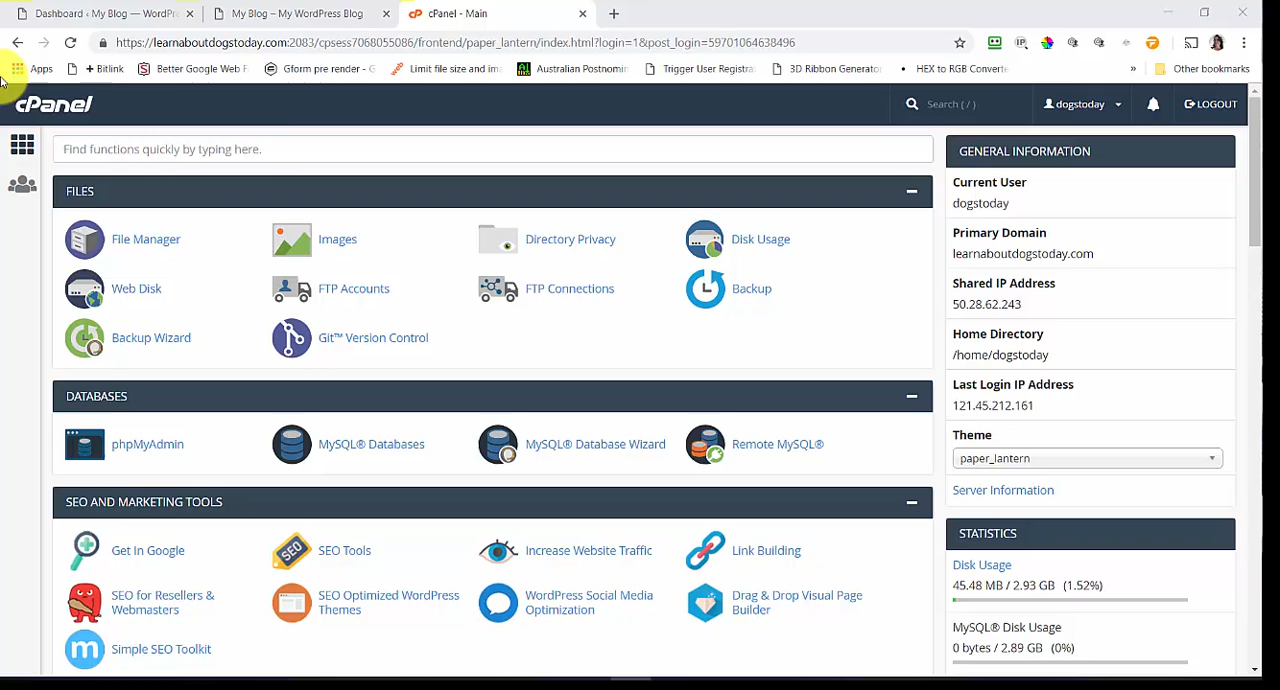 Dashboard ‹ My Blog — WordPr
My Blog – My WordPress Blog
cPanel - Main
https://learnaboutdogstoday.com:2083/cpsess7068055086/frontend/paper_lantern/index.html?login=1&post_login=59701064638496
Apps
+ Bitlink
Better Google Web F
Gform pre render - G
Limit file size and im
Australian Postnomin
Trigger User Registra
3D Ribbon Generator
HEX to RGB Converte
»
Other bookmarks
cPanel
Search ( / )
dogstoday
LOGOUT
Find functions quickly by typing here.
FILES
File Manager
Images
Directory Privacy
Disk Usage
Web Disk
FTP Accounts
FTP Connections
Backup
Backup Wizard
Git™ Version Control
DATABASES
phpMyAdmin
MySQL® Databases
MySQL® Database Wizard
Remote MySQL®
SEO AND MARKETING TOOLS
Get In Google
SEO
SEO Tools
Increase Website Traffic
Link Building
SEO for Resellers &
Webmasters
SEO Optimized WordPress
Themes
WordPress Social Media
Optimization
Drag & Drop Visual Page
Builder
m
Simple SEO Toolkit
GENERAL INFORMATION
Current User
dogstoday
Primary Domain
learnaboutdogstoday.com
Shared IP Address
50.28.62.243
Home Directory
/home/dogstoday
Last Login IP Address
121.45.212.161
Theme
paper_lantern
Server Information
STATISTICS
Disk Usage
45.48 MB / 2.93 GB (1.52%)
MySQL® Disk Usage
0 bytes / 2.89 GB (0%)